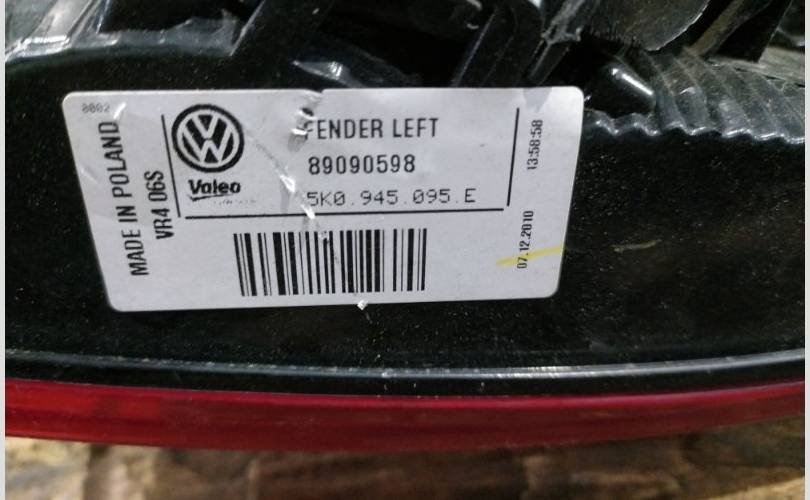 0002
MADE IN POLAND
VR4 06S
VW
Valeo
FENDER LEFT
89090598
5K0.945.095.E
13:58:58
07.12.2010